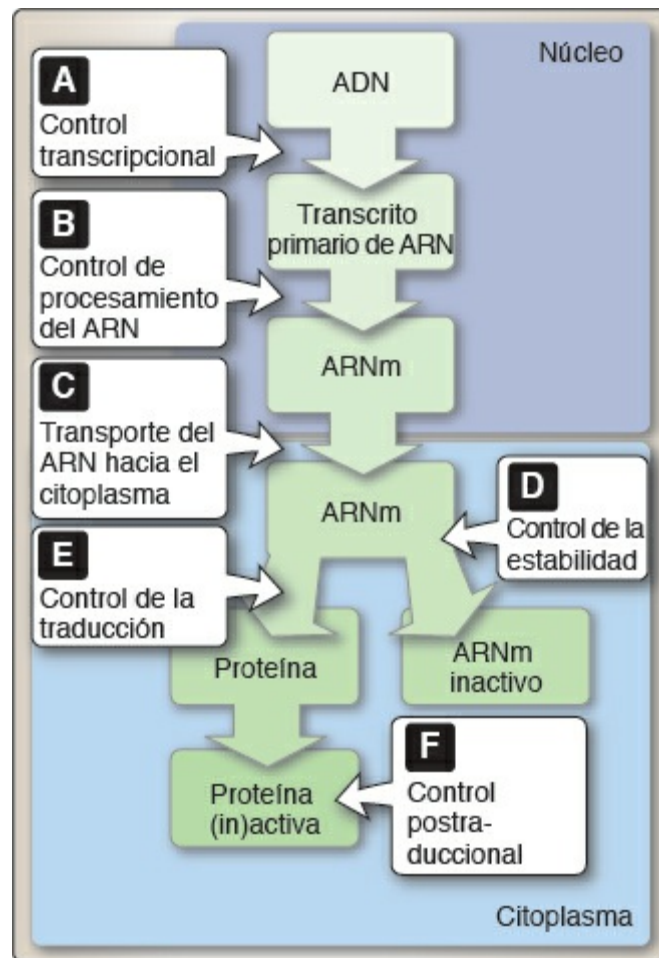 Núcleo
A
Control
transcripcional
ADN
B
Control de
procesamiento
del ARN
Transcrito
primario de ARN
ARNm
C
Transporte del
ARN hacia el
citoplasma
ARNm
D
Control de la
estabilidad
E
Control de la
traducción
Proteína
ARNm
inactivo
F
Control
postra-
duccional
Proteína
(in)activa
Citoplasma